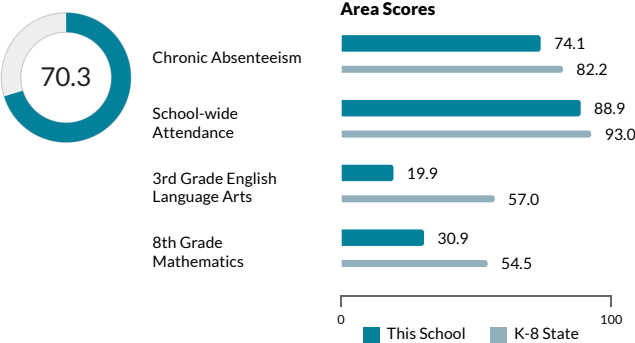 Area Scores
70.3
Chronic Absenteeism
74.1
82.2
School-wide
Attendance
88.9
93.0
3rd Grade English
Language Arts
19.9
57.0
8th Grade
Mathematics
30.9
54.5
0
100
This School
K-8 State